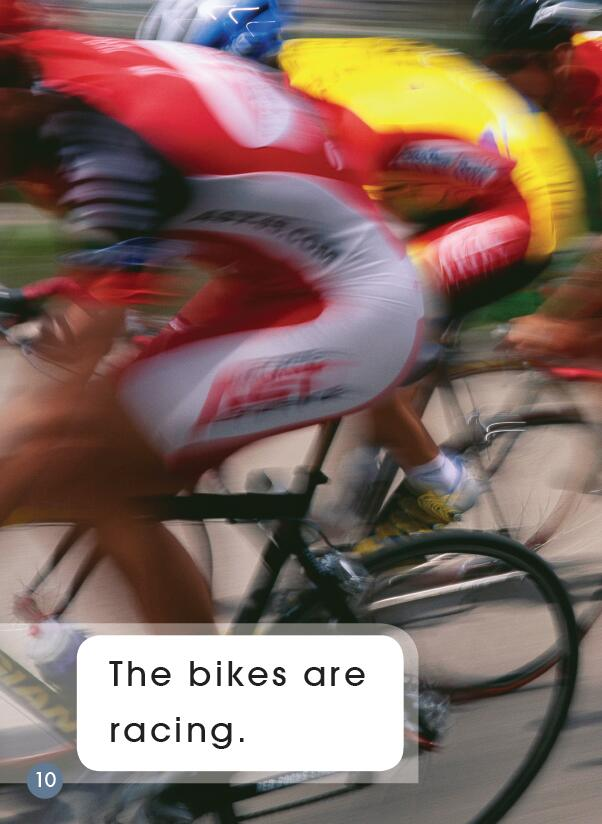 The bikes are
racing.
10